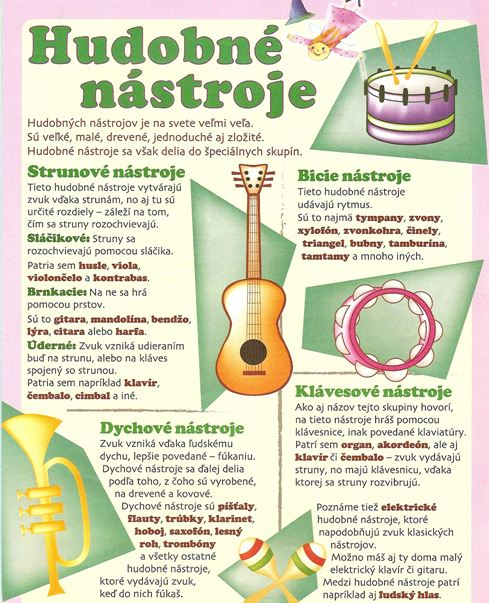 Hudobné
nástroje
Hudobných nástrojov je na svete veľmi veľa.
Sú veľké, malé, drevené, jednoduché aj zložité.
Hudobné nástroje sa však delia do špeciálnych skupín.
Strunové nástroje
Tieto hudobné nástroje vytvárajú
zvuk vďaka strunám, no aj tu sú
určité rozdiely – záleží na tom,
čím sa struny rozochvievajú.
Sláčikové: Struny sa
rozochvievajú pomocou sláčika.
Patria sem husle, viola,
violončelo a kontrabas.
Brnkacie: Na ne sa hrá
pomocou prstov.
Sú to gitara, mandolína, bendžo,
lýra, citara alebo harfa.
Úderné: Zvuk vzniká udieraním
buď na strunu, alebo na kláves
spojený so strunou.
Patria sem napríklad klavír,
čembalo, cimbal a iné.
Bicie nástroje
Tieto hudobné nástroje
udávajú rytmus.
Sú to najmä tympany, zvony,
xylofón, zvonkohra, činely,
triangel, bubny, tamburína,
tamtamy a mnoho iných.
Dychové nástroje
Zvuk vzniká vďaka ľudskému
dychu, lepšie povedané – fúkaniu.
Dychové nástroje sa ďalej delia
podľa toho, z čoho sú vyrobené,
na drevené a kovové.
Dychové nástroje sú píšťaly,
flauty, trúbky, klarinet,
hoboj, saxofón, lesný
roh, trombóny
a všetky ostatné
hudobné nástroje,
ktoré vydávajú zvuk,
keď do nich fúkaš.
Klávesové nástroje
Ako aj názov tejto skupiny hovorí,
na tieto nástroje hráš pomocou
klávesnice, inak povedané klaviatúry.
Patrí sem organ, akordeón, ale aj
klavír či čembalo – zvuk vydávajú
struny, no majú klávesnicu, vďaka
ktorej sa struny rozvibrujú.
Poznáme tiež elektrické
hudobné nástroje, ktoré
napodobňujú zvuk klasických
nástrojov.
Možno máš aj ty doma malý
elektrický klavír či gitaru.
Medzi hudobné nástroje patrí
napríklad aj ľudský hlas.